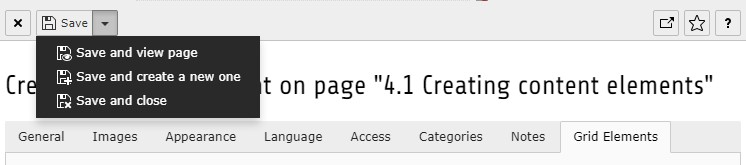 Save
Save and view page
Save and create a new one
Save and close
Cre t on page "4.1 Creating content elements"
General Images Appearance Language Access Categories Notes Grid Elements